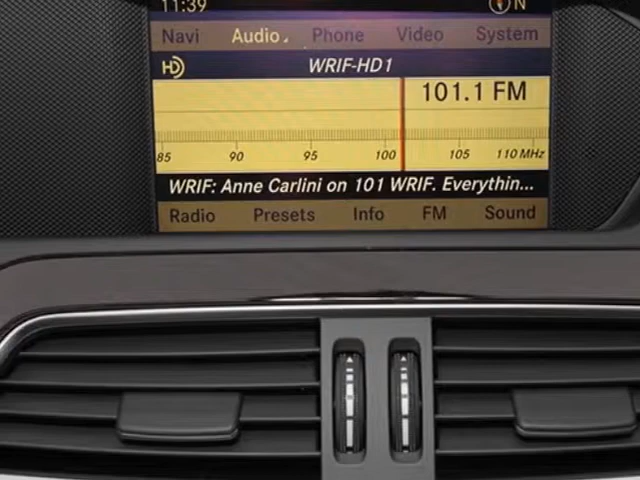 11:39 N
Navi Audio Phone Video System
HD WRIF-HD1
101.1 FM
85 90 95 100 105 110 MHz
WRIF: Anne Carlini on 101 WRIF. Everythin...
Radio Presets Info FM Sound